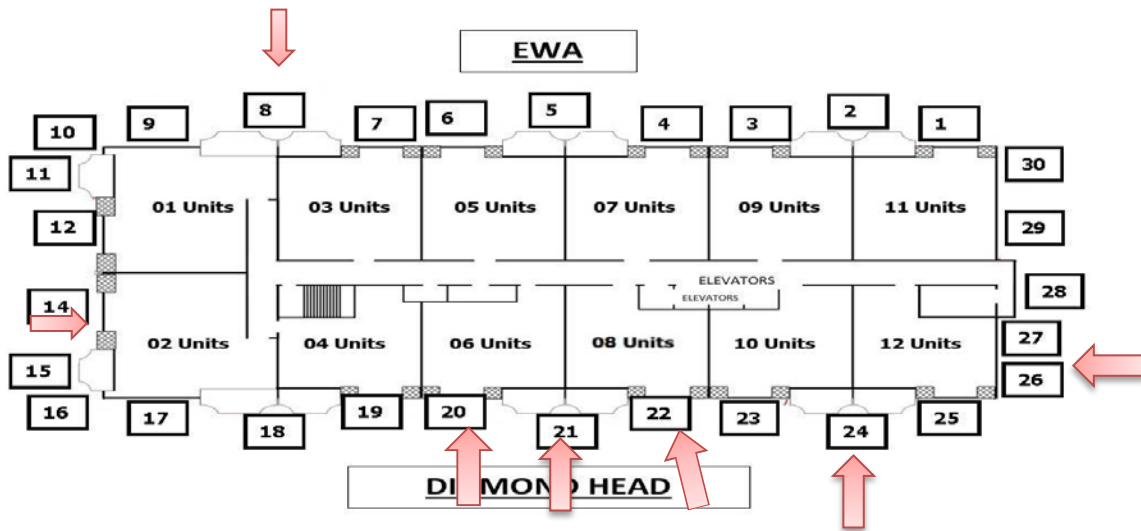 EWA
8
5
2
9
7
6
4
3
1
10
11
30
01 Units
03 Units
05 Units
07 Units
09 Units
11 Units
12
29
ELEVATORS
ELEVATORS
28
14
02 Units
04 Units
06 Units
08 Units
10 Units
12 Units
27
15
26
16
17
18
19
20
21
22
23
24
25
DIAMOND HEAD